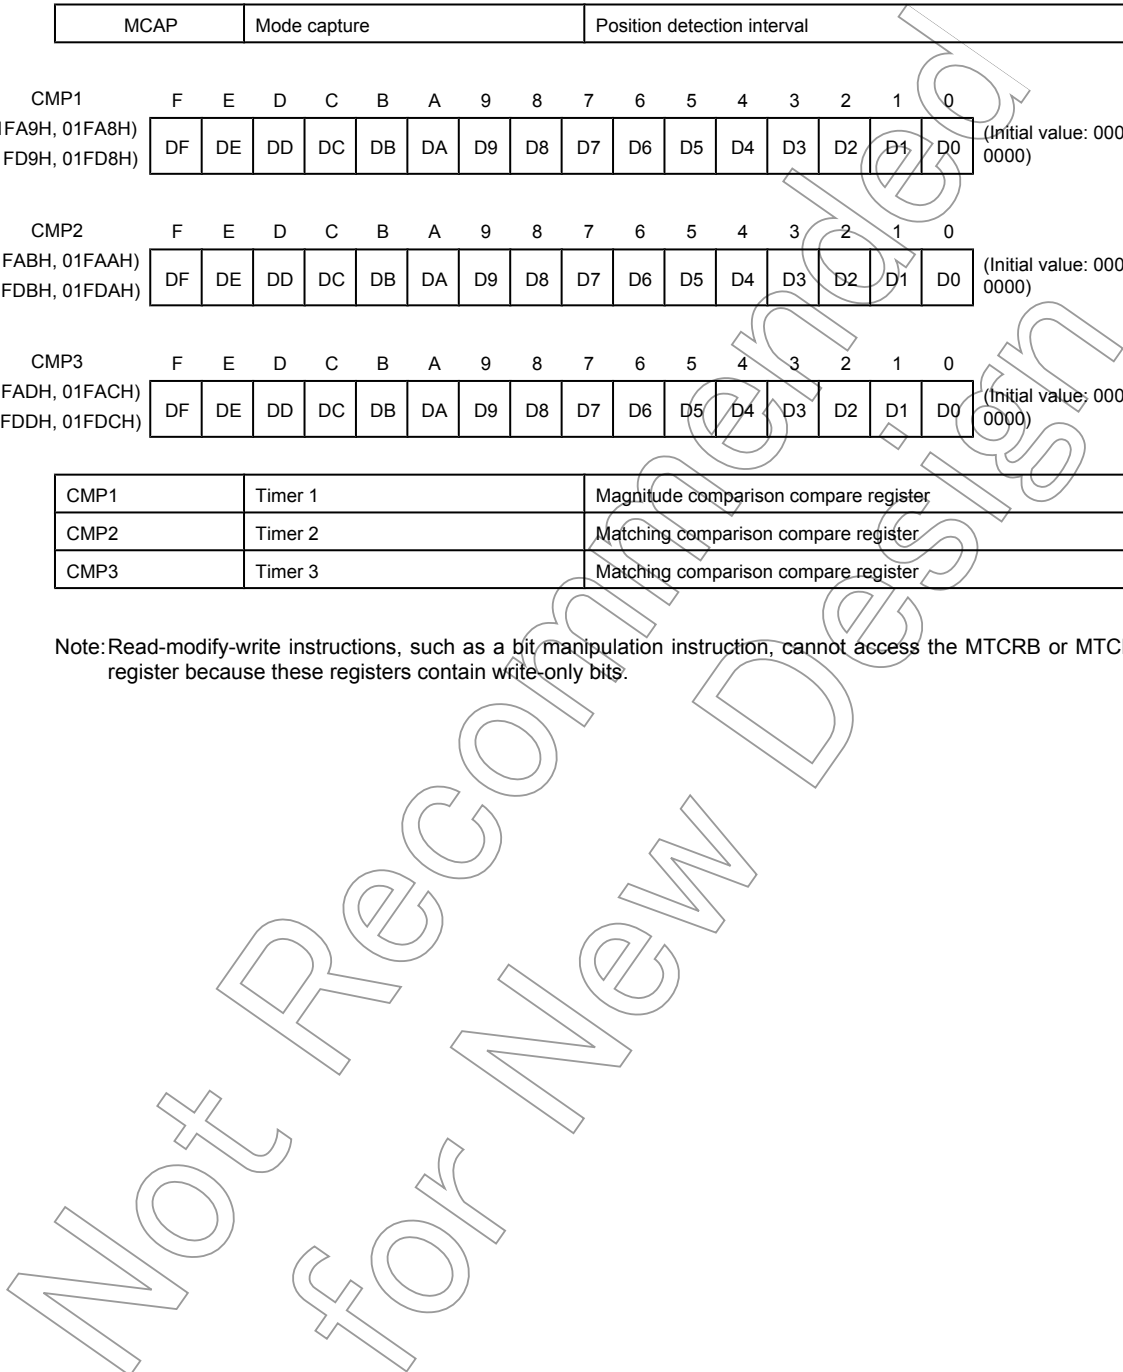 MCAP Mode capture Position detection interval
CMP1 F E D C B A 9 8 7 6 5 4 3 2 1 0
FA9H, 01FA8H)
FD9H, 01FD8H)
DF DE DD DC DB DA D9 D8 D7 D6 D5 D4 D3 D2 D1 D0
(Initial value: 000
0000)
CMP2 F E D C B A 9 8 7 6 5 4 3 2 1 0
FABH, 01FAAH)
FDBH, 01FDAH)
DF DE DD DC DB DA D9 D8 D7 D6 D5 D4 D3 D2 D1 D0
(Initial value: 000
0000)
CMP3 F E D C B A 9 8 7 6 5 4 3 2 1 0
FADH, 01FACH)
FDDH, 01FDCH)
DF DE DD DC DB DA D9 D8 D7 D6 D5 D4 D3 D2 D1 D0
(Initial value: 000
0000)
CMP1 Timer 1 Magnitude comparison compare register
CMP2 Timer 2 Matching comparison compare register
CMP3 Timer 3 Matching comparison compare register
Note: Read-modify-write instructions, such as a bit manipulation instruction, cannot access the MTCRB or
register because these registers contain write-only bits.
Not Recommended
for New Design